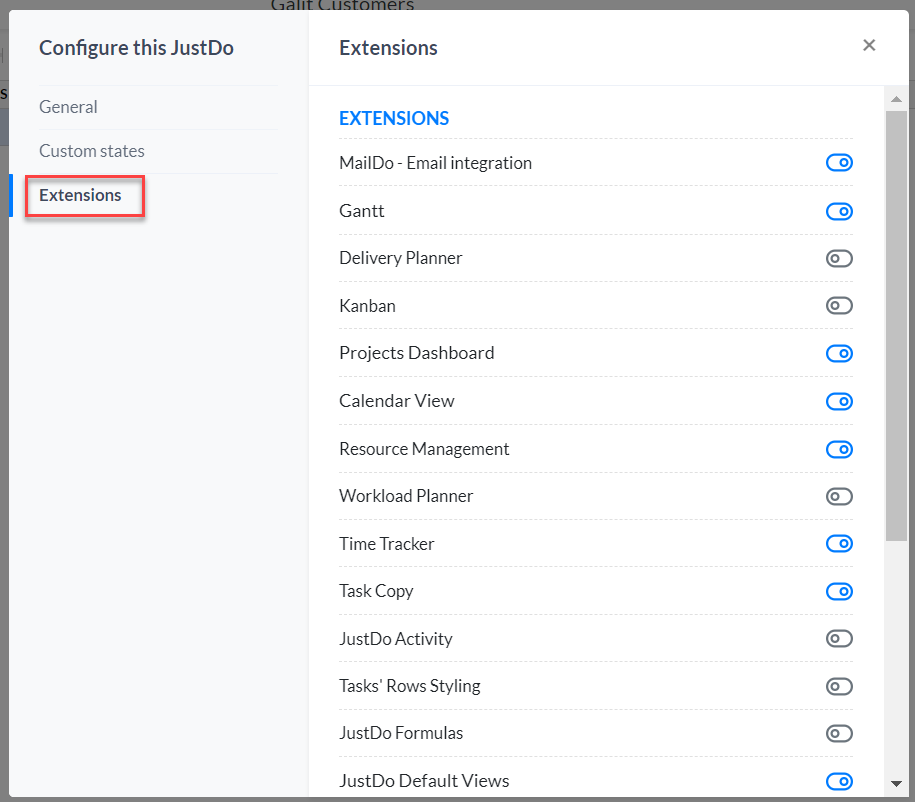 Galit Customers
Configure this JustDo
General
Custom states
Extensions
Extensions
EXTENSIONS
MailDo - Email integration
Gantt
Delivery Planner
Kanban
Projects Dashboard
Calendar View
Resource Management
Workload Planner
Time Tracker
Task Copy
JustDo Activity
Tasks' Rows Styling
JustDo Formulas
JustDo Default Views